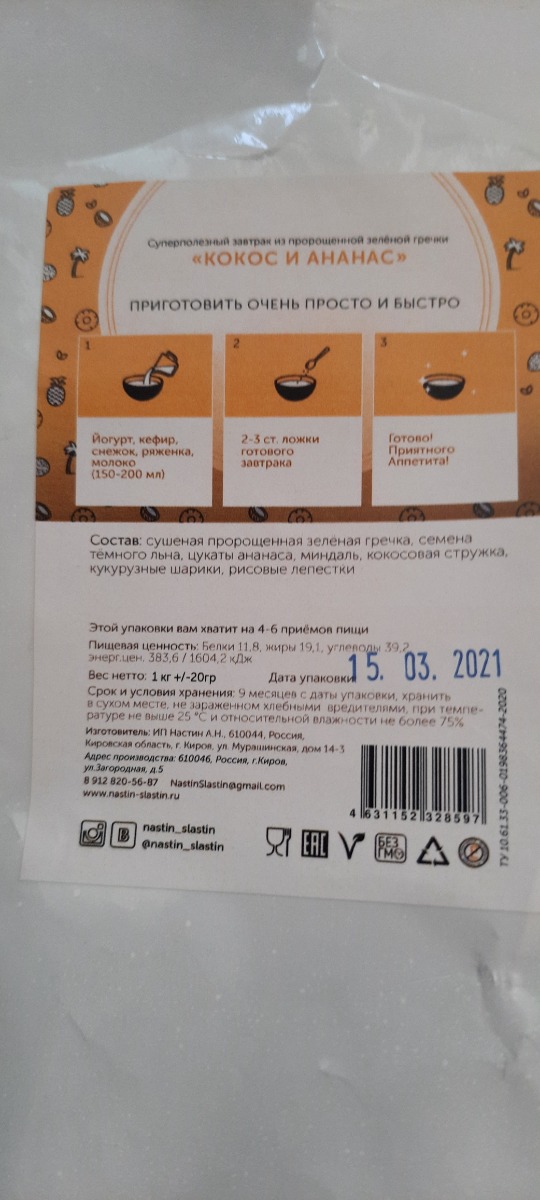 Суперполезный завтрак из пророщенной зелёной гречки
«КОКОС И АНАНАС»
ПРИГОТОВИТЬ ОЧЕНЬ ПРОСТО И БЫСТРО
1
Йогурт, кефир,
снежок, ряженка,
молоко
(150-200 мл)
2
2-3 ст. ложки
готового
завтрака
3
Готово!
Приятного
Аппетита!
Состав: сушеная пророщенная зелёная гречка, семена
тёмного льна, цукаты ананаса, миндаль, кокосовая стружка,
кукурузные шарики, рисовые лепестки
Этой упаковки вам хватит на 4-6 приёмов пищи
Пищевая ценность: Белки 11,8, жиры 19,1, углеводы 39,2,
энерг.цен. 383,6 / 1604,2 кДж
Вес нетто: 1 кг +/-20гр Дата упаковки 15. 03. 2021
Срок и условия хранения: 9 месяцев с даты упаковки, хранить
в сухом месте, не зараженном хлебными вредителями, при темпе-
ратуре не выше 25 °С и относительной влажности не более 75%
Изготовитель: ИП Настин А.Н., 610044, Россия,
Кировская область, г. Киров, ул. Мурашинская, дом 14-3
Адрес производства: 610046, Россия, г.Киров,
ул.Загородная, д.5
8 912 820-56-87 NastinSlastin@gmail.com
www.nastin-slastin.ru
nastin_slastin
@nastin_slastin
4 631152 328597
EAC
БЕЗ
ГМО
ТУ 10.61.33-006-0198364474-2020